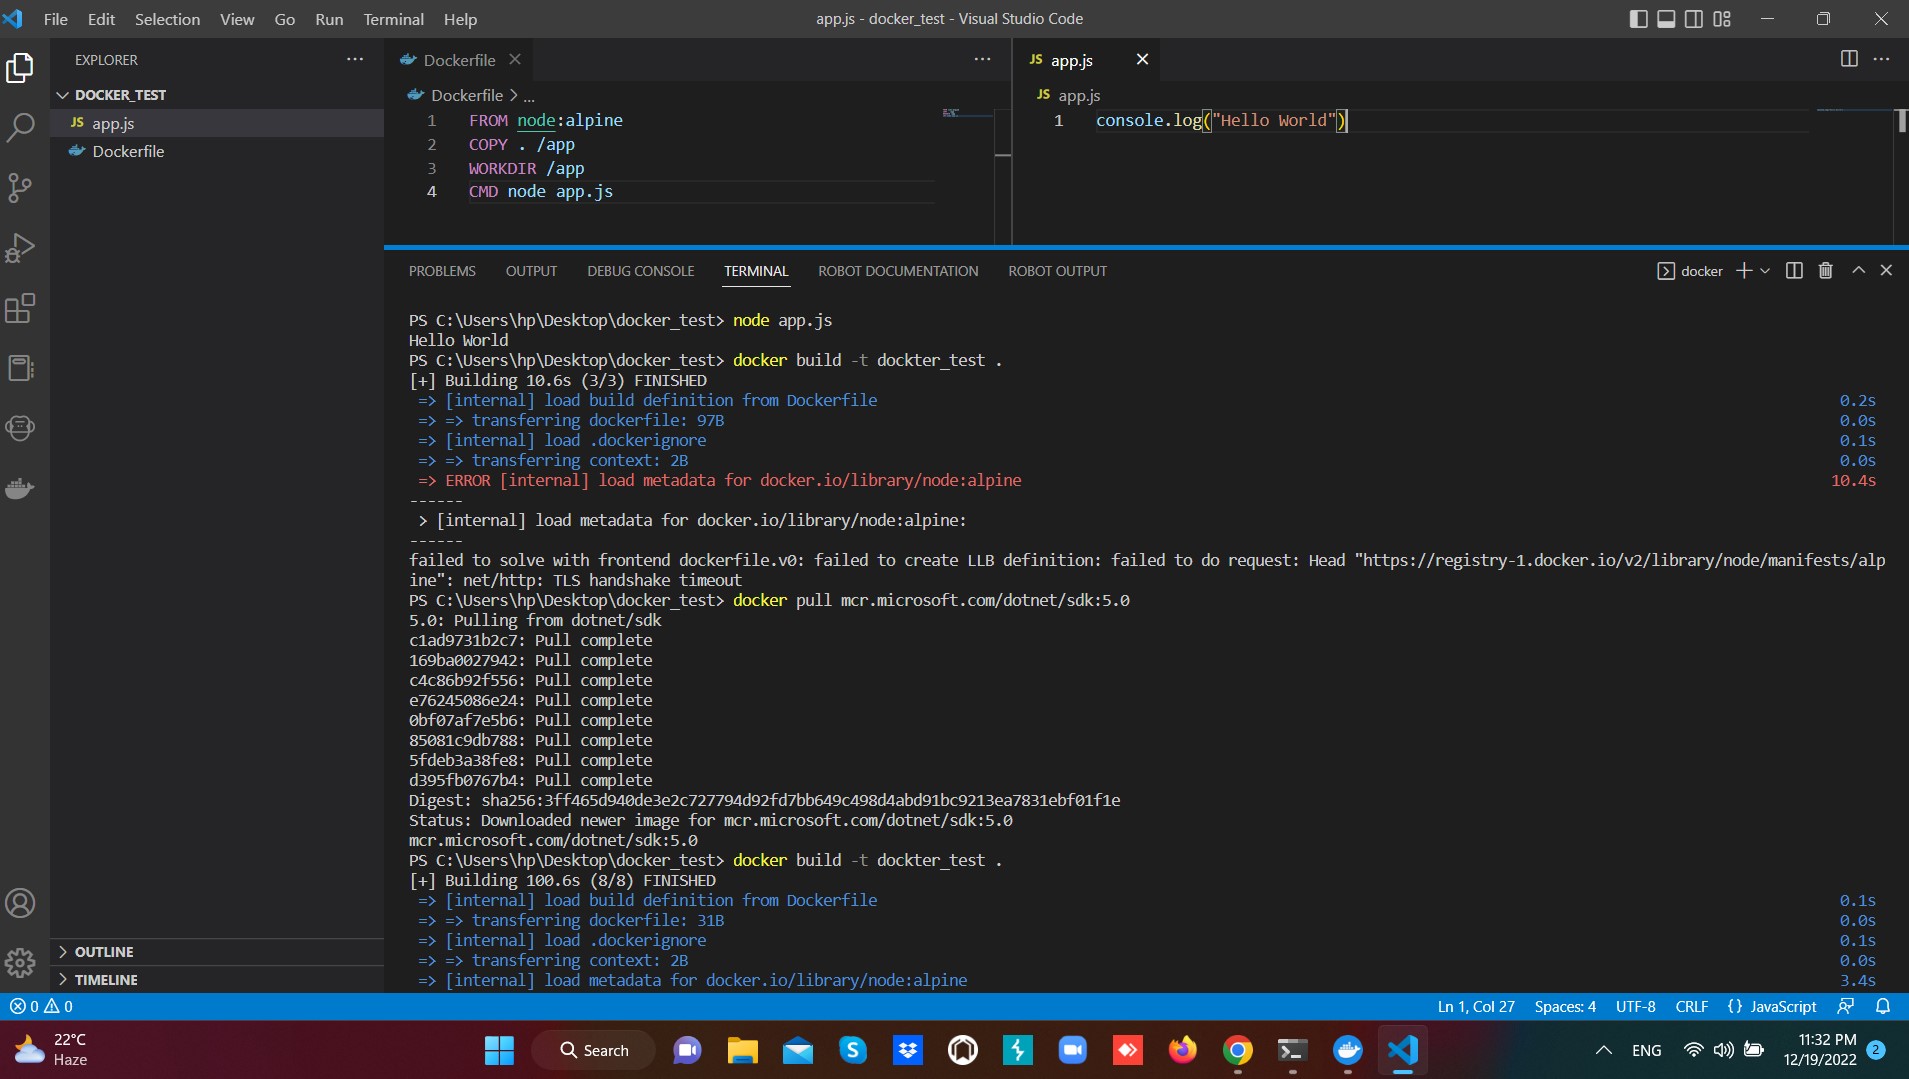 File Edit Selection View Go Run Terminal Help
app.js - docker_test - Visual Studio Code
EXPLORER
DOCKER_TEST
JS app.js
Dockerfile
OUTLINE
TIMELINE
Dockerfile
Dockerfile > ...
1 FROM node:alpine
2 COPY . /app
3 WORKDIR /app
4 CMD node app.js
JS app.js
JS app.js
1 console.log("Hello World")
PROBLEMS OUTPUT DEBUG CONSOLE TERMINAL ROBOT DOCUMENTATION ROBOT OUTPUT
docker
PS C:\Users\hp\Desktop\docker_test> node app.js
Hello World
PS C:\Users\hp\Desktop\docker_test> docker build -t dockter_test .
[+] Building 10.6s (3/3) FINISHED
=> [internal] load build definition from Dockerfile 0.2s
=> => transferring dockerfile: 97B 0.0s
=> [internal] load .dockerignore 0.1s
=> => transferring context: 2B 0.0s
=> ERROR [internal] load metadata for docker.io/library/node:alpine 10.4s
------
> [internal] load metadata for docker.io/library/node:alpine:
------
failed to solve with frontend dockerfile.v0: failed to create LLB definition: failed to do request: Head "https://registry-1.docker.io/v2/library/node/manifests/alp
ine": net/http: TLS handshake timeout
PS C:\Users\hp\Desktop\docker_test> docker pull mcr.microsoft.com/dotnet/sdk:5.0
5.0: Pulling from dotnet/sdk
c1ad9731b2c7: Pull complete
169ba0027942: Pull complete
c4c86b92f556: Pull complete
e76245086e24: Pull complete
0bf07af7e5b6: Pull complete
85081c9db788: Pull complete
5fdeb3a38fe8: Pull complete
d395fb0767b4: Pull complete
Digest: sha256:3ff465d940de3e2c727794d92fd7bb649c498d4abd91bc9213ea7831ebf01f1e
Status: Downloaded newer image for mcr.microsoft.com/dotnet/sdk:5.0
mcr.microsoft.com/dotnet/sdk:5.0
PS C:\Users\hp\Desktop\docker_test> docker build -t dockter_test .
[+] Building 100.6s (8/8) FINISHED
=> [internal] load build definition from Dockerfile 0.1s
=> => transferring dockerfile: 31B 0.0s
=> [internal] load .dockerignore 0.1s
=> => transferring context: 2B 0.0s
=> [internal] load metadata for docker.io/library/node:alpine 3.4s
0 0
Ln 1, Col 27 Spaces: 4 UTF-8 CRLF {} JavaScript
22°C
Haze
Search
ENG
11:32 PM
12/19/2022
2